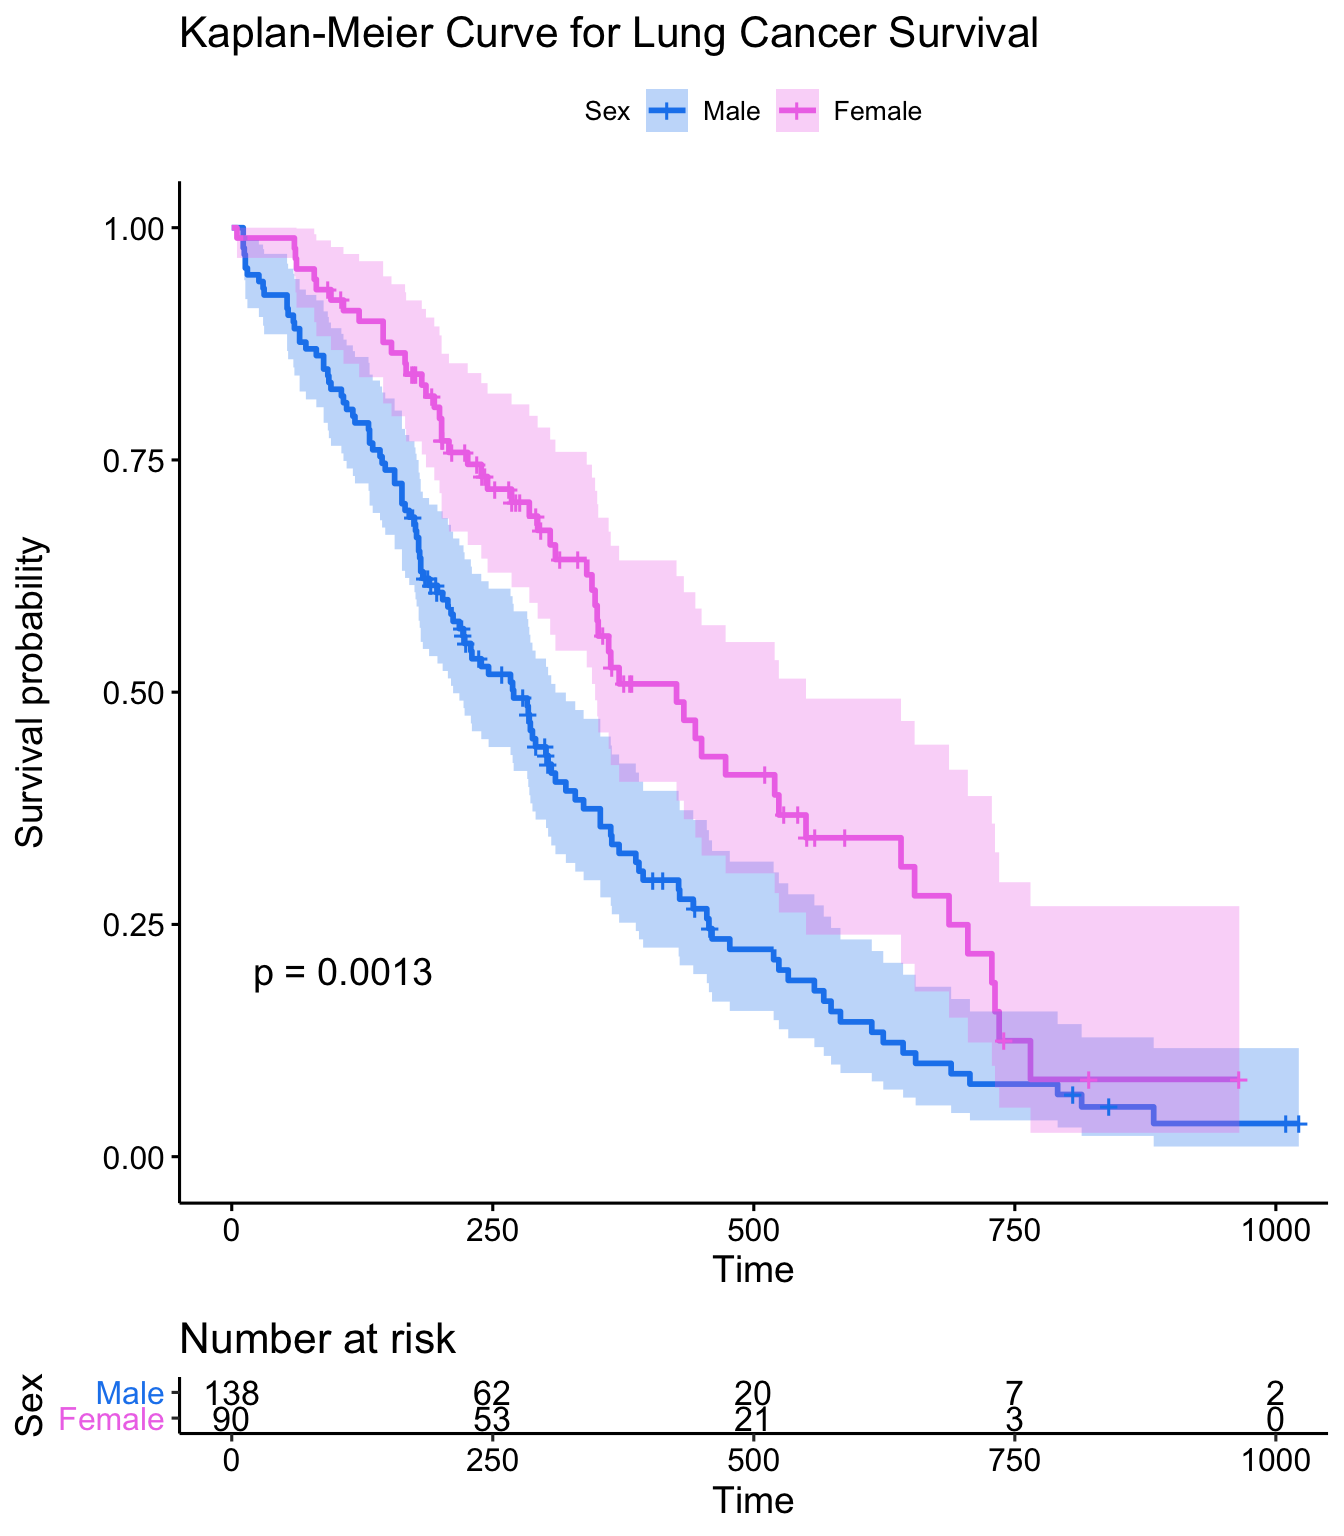 Kaplan-Meier Curve for Lung Cancer Survival
Sex Male Female
Survival probability
1.00
0.75
0.50
0.25
0.00
p = 0.0013
0 250 500 750 1000
Time
Number at risk
Sex
Male 138 62 20 7 2
Female 90 53 21 3 0
0 250 500 750 1000
Time